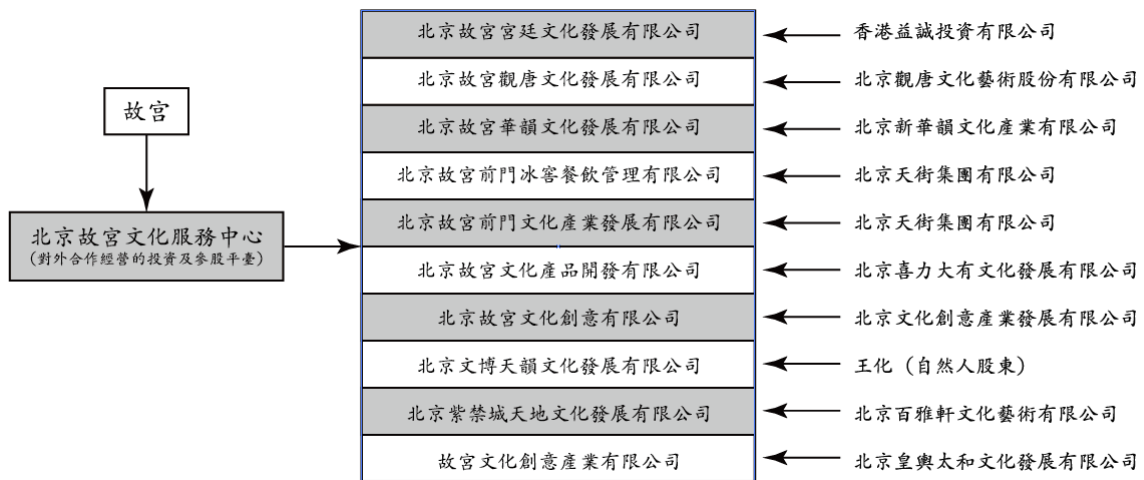 故宮
北京故宮文化服務中心
(對外合作經營的投資及參股平臺)
北京故宮宮廷文化發展有限公司
香港益誠投資有限公司
北京故宮觀唐文化發展有限公司
北京觀唐文化藝術股份有限公司
北京故宮華韻文化發展有限公司
北京新華韻文化產業有限公司
北京故宮前門冰窖餐飲管理有限公司
北京天街集團有限公司
北京故宮前門文化產業發展有限公司
北京天街集團有限公司
北京故宮文化產品開發有限公司
北京喜力大有文化發展有限公司
北京故宮文化創意有限公司
北京文化創意產業發展有限公司
北京文博天韻文化發展有限公司
王化（自然人股東）
北京紫禁城天地文化發展有限公司
北京百雅軒文化藝術有限公司
故宮文化創意產業有限公司
北京皇輿太和文化發展有限公司